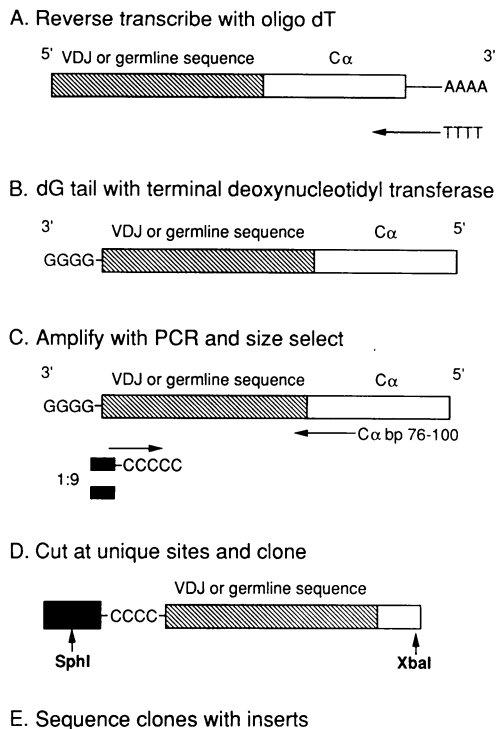 A. Reverse transcribe with oligo dT
5' VDJ or germline sequence Cα 3'
AAAA
TTTT
B. dG tail with terminal deoxynucleotidyl transferase
3' VDJ or germline sequence Cα 5'
GGGG
C. Amplify with PCR and size select
3' VDJ or germline sequence Cα 5'
GGGG
Cα bp 76-100
CCCCC
1:9
D. Cut at unique sites and clone
VDJ or germline sequence
CCCC
SphI XbaI
E. Sequence clones with inserts